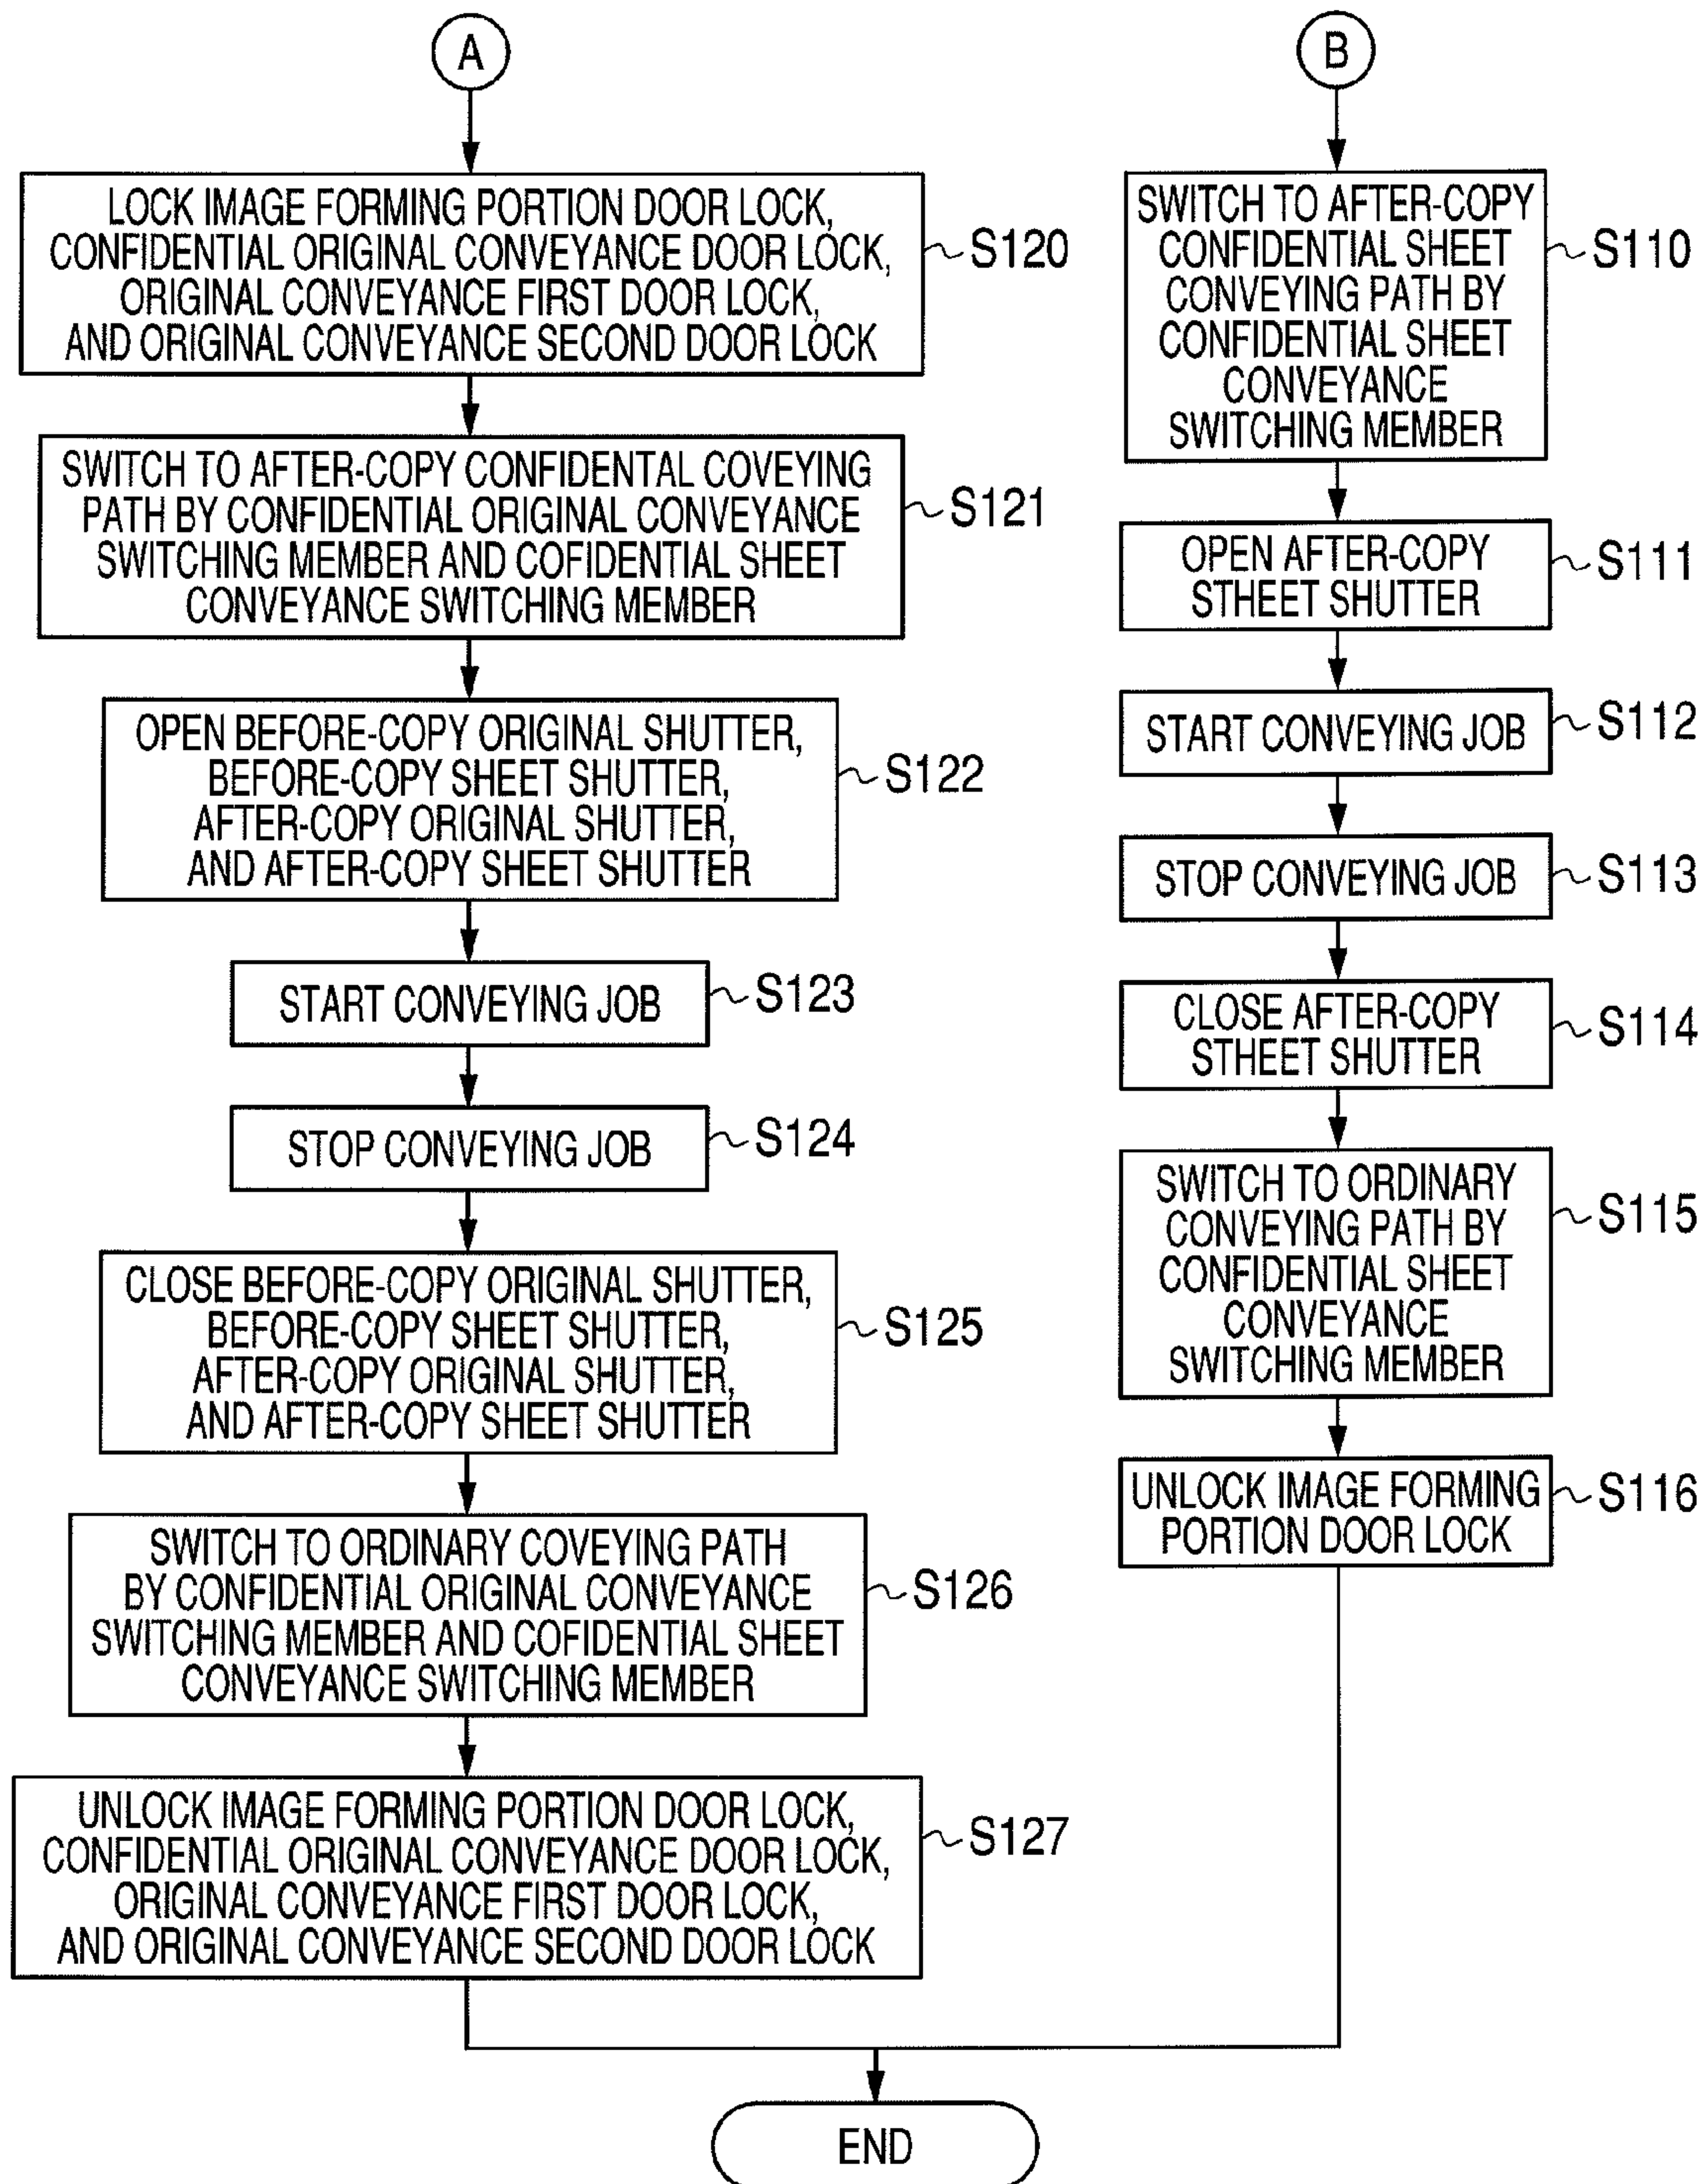 A
LOCK IMAGE FORMING PORTION DOOR LOCK,
CONFIDENTIAL ORIGINAL CONVEYANCE DOOR LOCK,
ORIGINAL CONVEYANCE FIRST DOOR LOCK,
AND ORIGINAL CONVEYANCE SECOND DOOR LOCK
S120
SWITCH TO AFTER-COPY CONFIDENTAL COVEYING
PATH BY CONFIDENTIAL ORIGINAL CONVEYANCE
SWITCHING MEMBER AND COFIDENTIAL SHEET
CONVEYANCE SWITCHING MEMBER
S121
OPEN BEFORE-COPY ORIGINAL SHUTTER,
BEFORE-COPY SHEET SHUTTER,
AFTER-COPY ORIGINAL SHUTTER,
AND AFTER-COPY SHEET SHUTTER
S122
START CONVEYING JOB
S123
STOP CONVEYING JOB
S124
CLOSE BEFORE-COPY ORIGINAL SHUTTER,
BEFORE-COPY SHEET SHUTTER,
AFTER-COPY ORIGINAL SHUTTER,
AND AFTER-COPY SHEET SHUTTER
S125
SWITCH TO ORDINARY COVEYING PATH
BY CONFIDENTIAL ORIGINAL CONVEYANCE
SWITCHING MEMBER AND COFIDENTIAL SHEET
CONVEYANCE SWITCHING MEMBER
S126
UNLOCK IMAGE FORMING PORTION DOOR LOCK,
CONFIDENTIAL ORIGINAL CONVEYANCE DOOR LOCK,
ORIGINAL CONVEYANCE FIRST DOOR LOCK,
AND ORIGINAL CONVEYANCE SECOND DOOR LOCK
S127
B
SWITCH TO AFTER-COPY
CONFIDENTIAL SHEET
CONVEYING PATH BY
CONFIDENTIAL SHEET
CONVEYANCE
SWITCHING MEMBER
S110
OPEN AFTER-COPY
STHEET SHUTTER
S111
START CONVEYING JOB
S112
STOP CONVEYING JOB
S113
CLOSE AFTER-COPY
STHEET SHUTTER
S114
SWITCH TO ORDINARY
CONVEYING PATH BY
CONFIDENTIAL SHEET
CONVEYANCE
SWITCHING MEMBER
S115
UNLOCK IMAGE FORMING
PORTION DOOR LOCK
S116
END